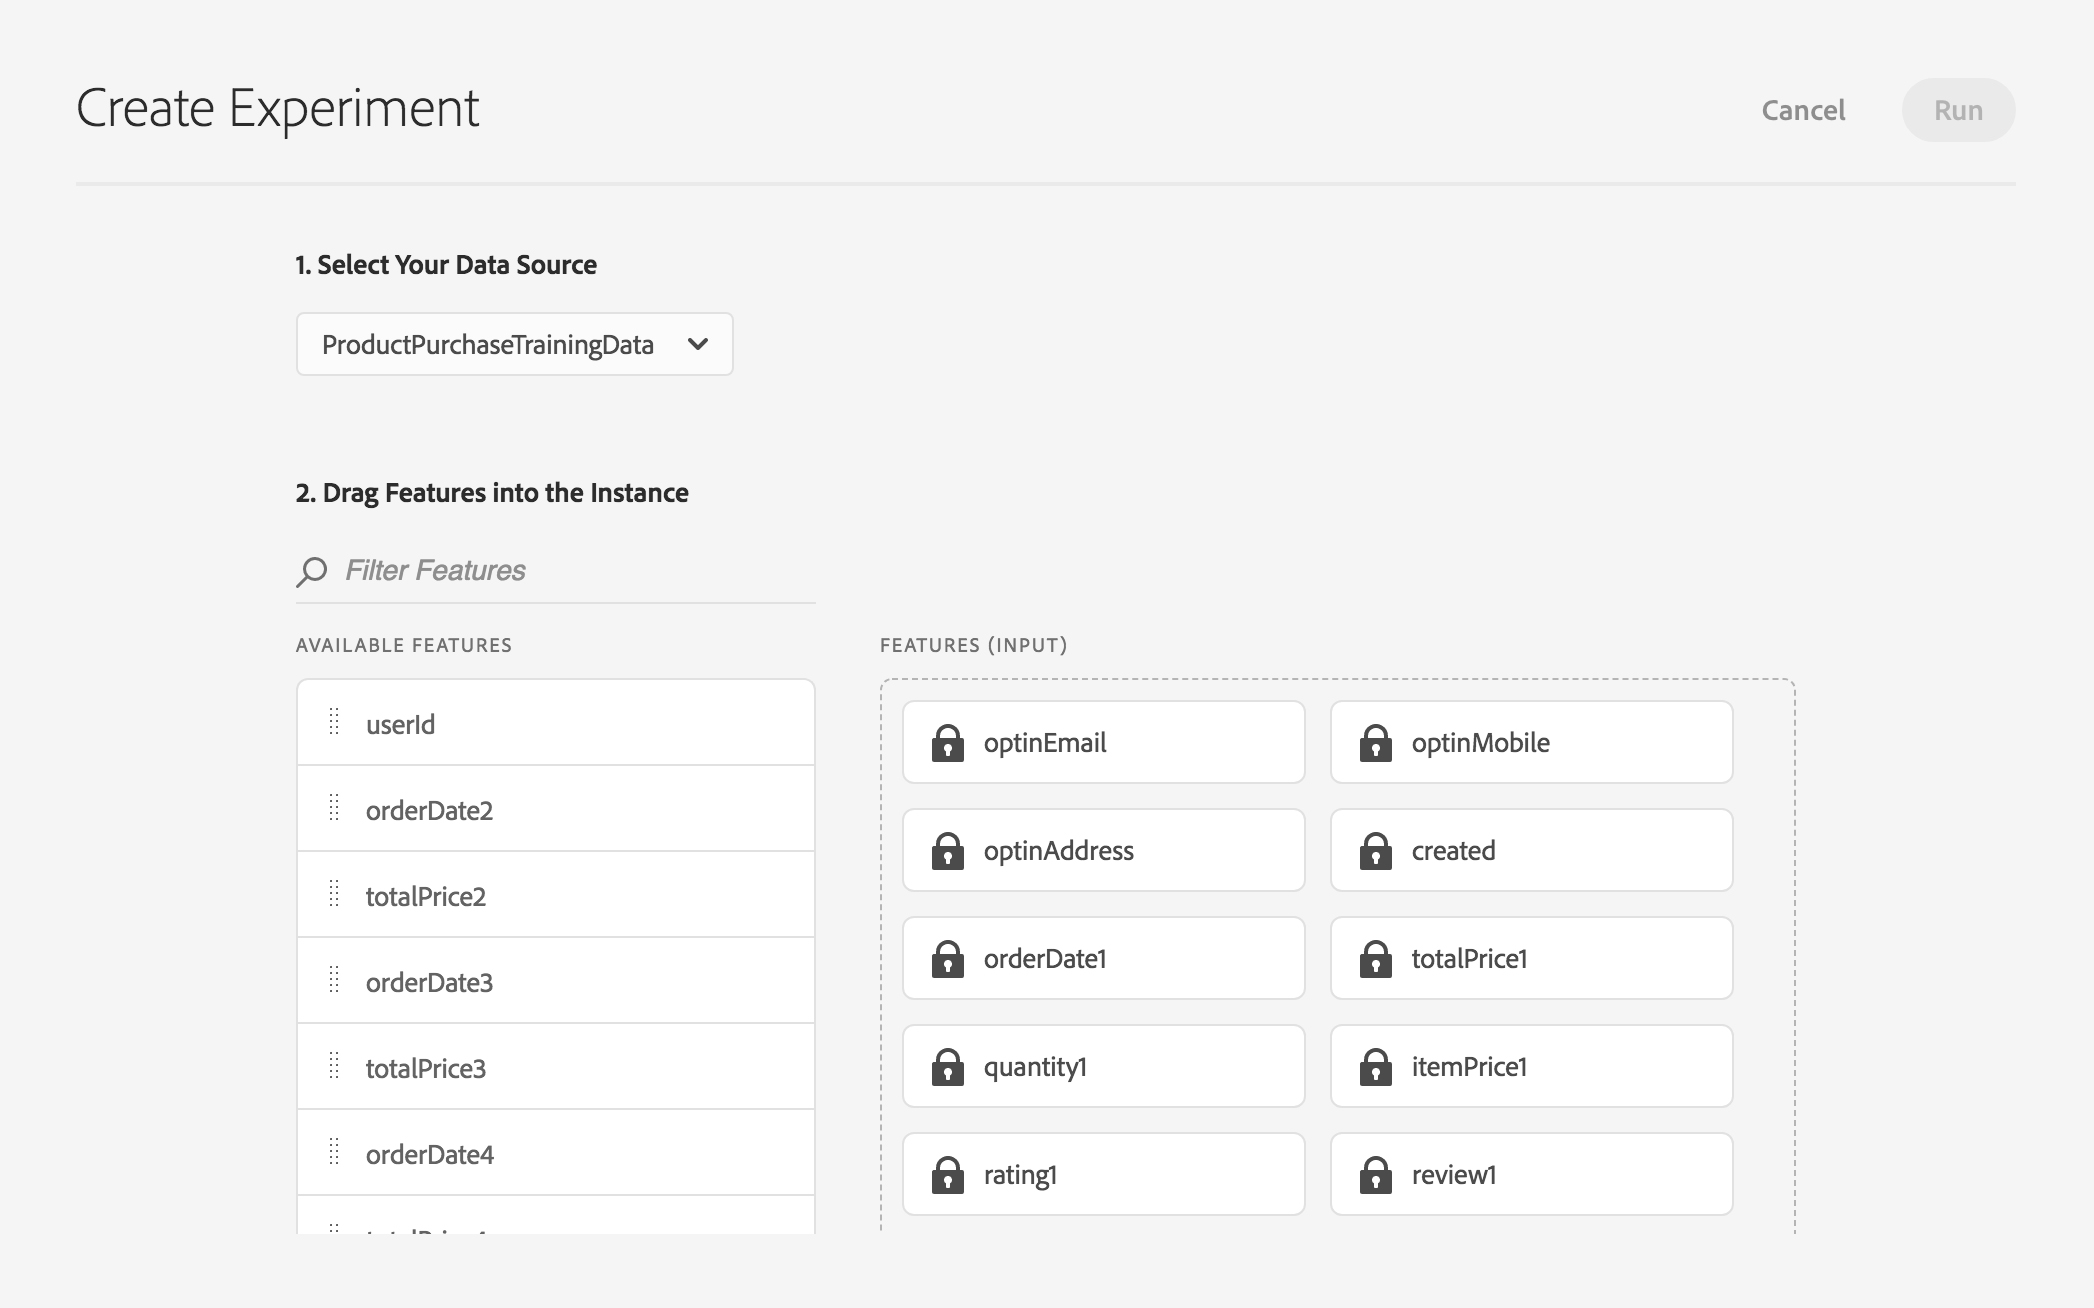 Create Experiment
Cancel
Run
1. Select Your Data Source
ProductPurchaseTrainingData
2. Drag Features into the Instance
Filter Features
AVAILABLE FEATURES
userId
orderDate2
totalPrice2
orderDate3
totalPrice3
orderDate4
FEATURES (INPUT)
optinEmail
optinMobile
optinAddress
created
orderDate1
totalPrice1
quantity1
itemPrice1
rating1
review1